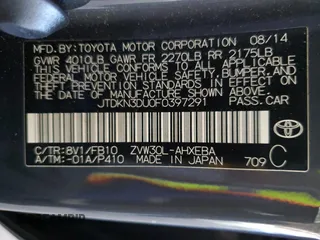 MFD.BY:TOYOTA MOTOR CORPORATION 08/14
GVWR 4010LB GAWR FR 2270LB RR 2175LB
THIS VEHICLE CONFORMS TO ALL APPLICABLE
FEDERAL MOTOR VEHICLE SAFETY, BUMPER, AND
THEFT PREVENTION STANDARDS IN EFFECT ON
THE DATE OF MANUFACTURE SHOWN ABOVE.
JTDKN3DU0F0397291 PASS.CAR
C/TR:8V1/FB10 ZVW30L-AHXEBA
A/TM:-01A/P410 MADE IN JAPAN 709 C
TOYOTA